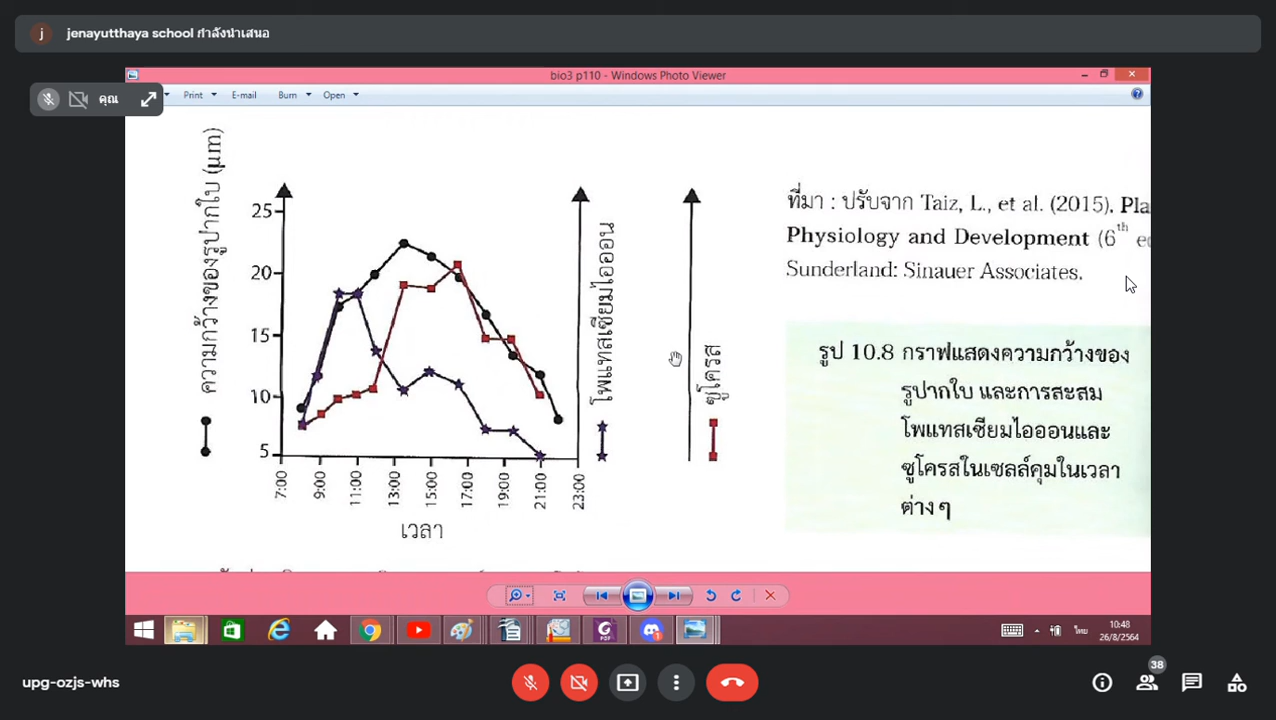 j jenayutthaya school กำลังนำเสนอ
bio3 p110 - Windows Photo Viewer
คุณ
Print E-mail Burn Open
ความกว้างของรูปากใบ (μm)
25
20
15
10
5
7:00
9:00
11:00
13:00
15:00
17:00
19:00
21:00
23:00
เวลา
โพแทสเซียมไอออน
ซูโครส
ที่มา : ปรับจาก Taiz, L., et al. (2015). Pla
Physiology and Development (6th ec
Sunderland: Sinauer Associates.
รูป 10.8 กราฟแสดงความกว้างของ
รูปากใบ และการสะสม
โพแทสเซียมไอออนและ
ซูโครสในเซลล์คุมในเวลา
ต่าง ๆ
ไทย
10:48
26/8/2564
upg-ozjs-whs
38